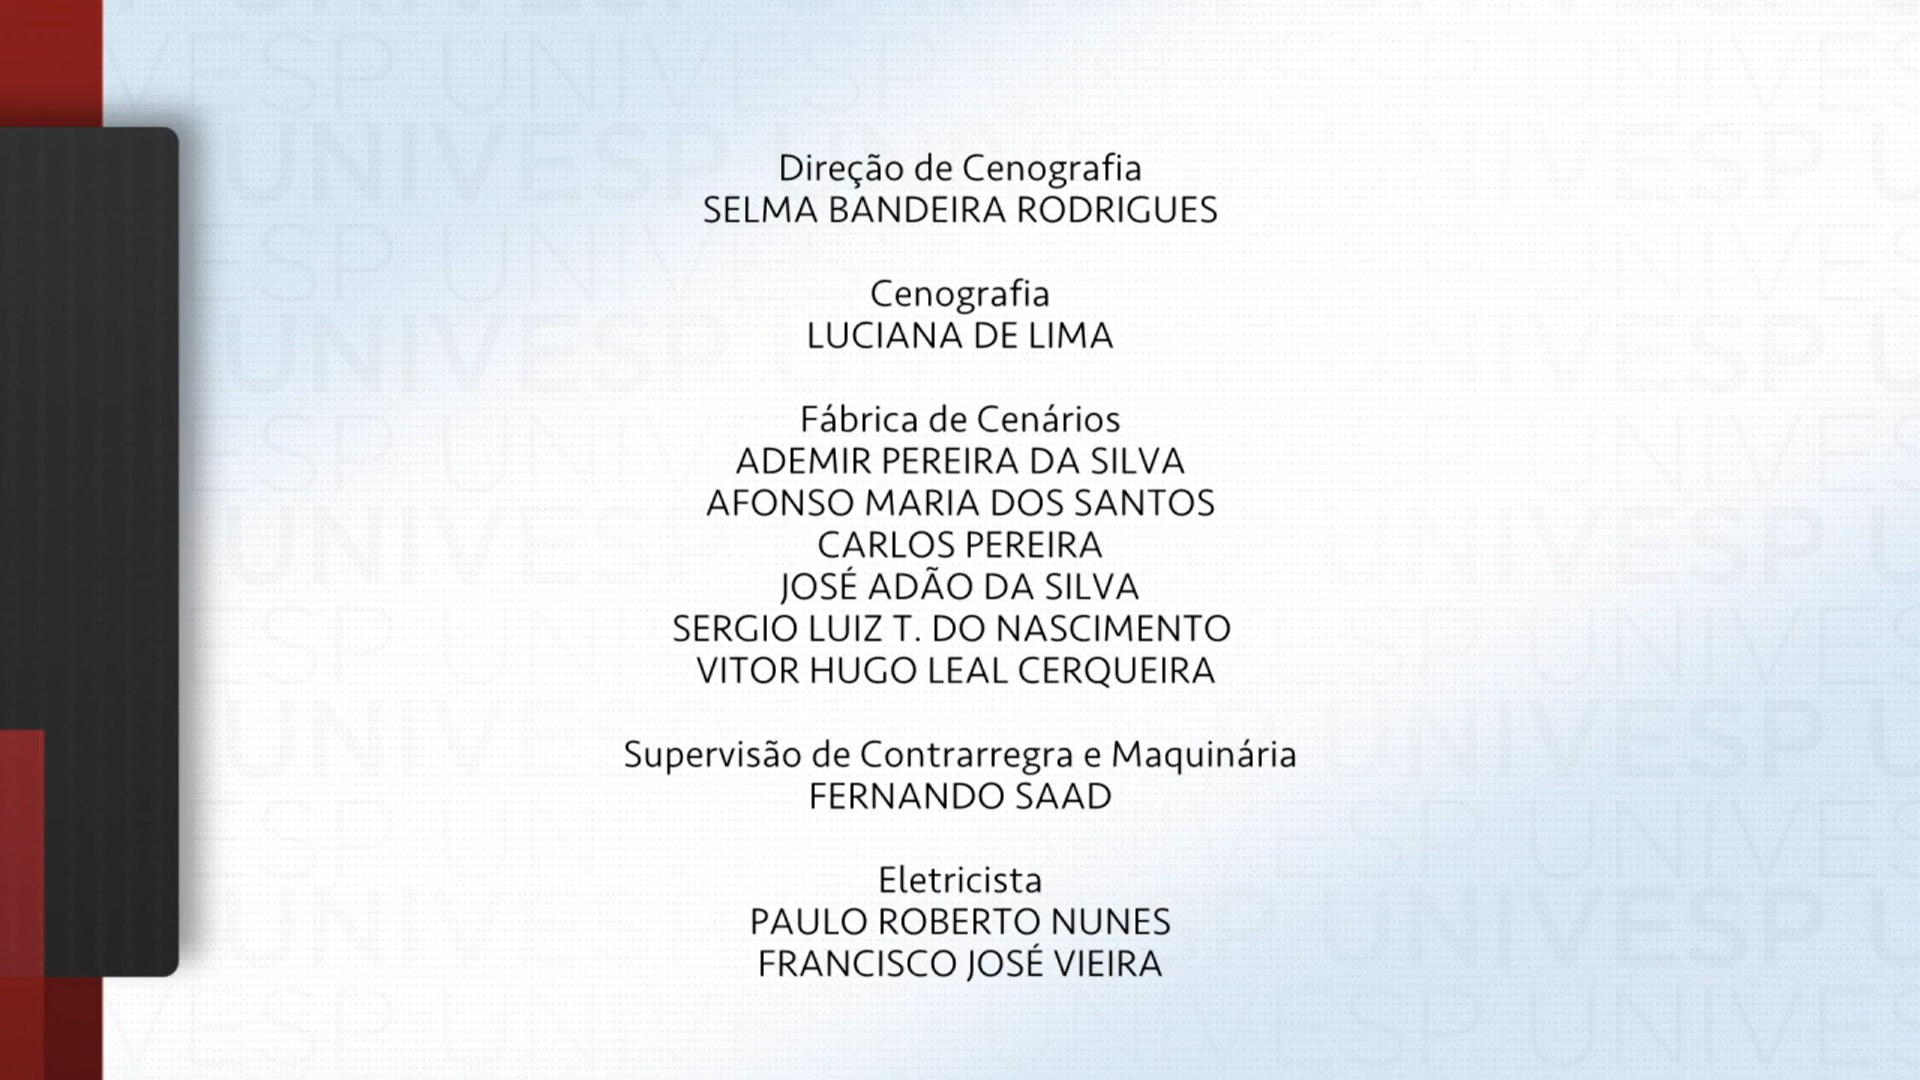 Direção de Cenografia
SELMA BANDEIRA RODRIGUES
Cenografia
LUCIANA DE LIMA
Fábrica de Cenários
ADEMIR PEREIRA DA SILVA
AFONSO MARIA DOS SANTOS
CARLOS PEREIRA
JOSÉ ADÃO DA SILVA
SERGIO LUIZ T. DO NASCIMENTO
VITOR HUGO LEAL CERQUEIRA
Supervisão de Contrarregra e Maquinária
FERNANDO SAAD
Eletricista
PAULO ROBERTO NUNES
FRANCISCO JOSÉ VIEIRA